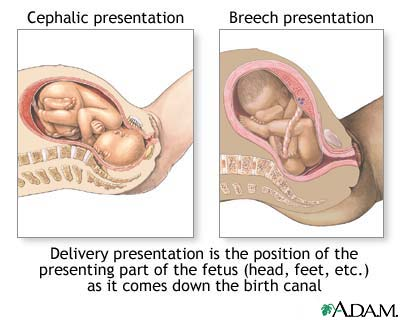 Cephalic presentation
Breech presentation
Delivery presentation is the position of the
presenting part of the fetus (head, feet, etc.)
as it comes down the birth canal
ADAM.